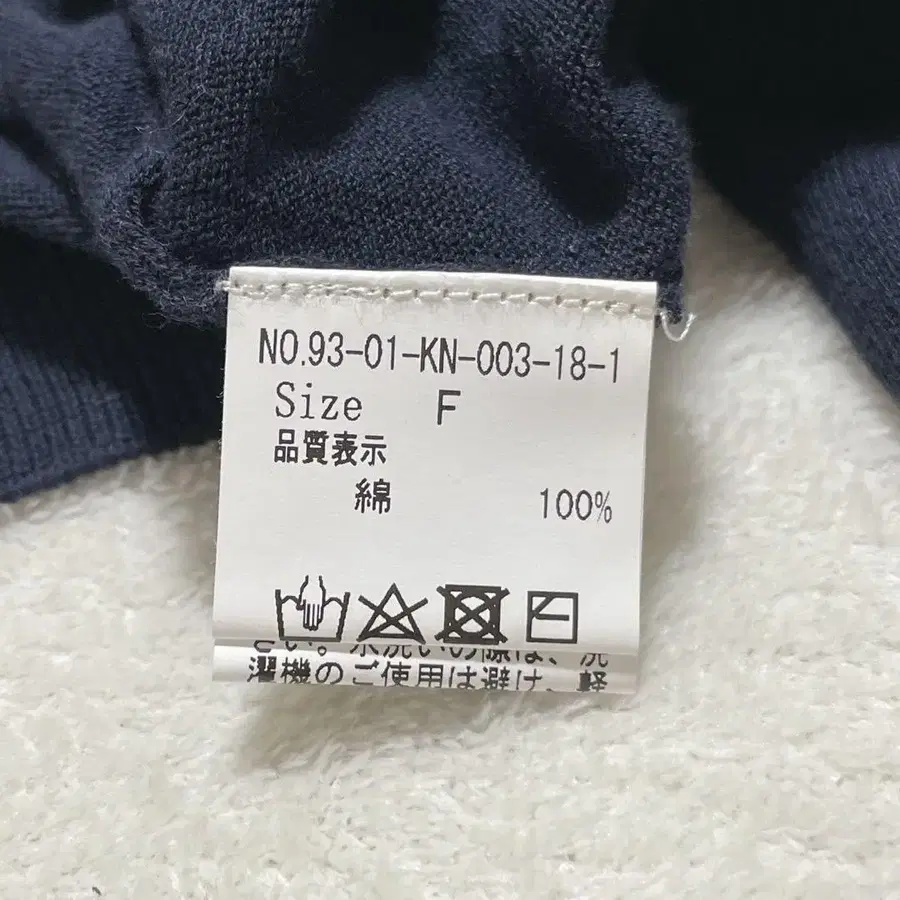 NO.93-01-KN-003-18-1
Size F
品質表示
綿 100%
濯機のご使用は避け、軽